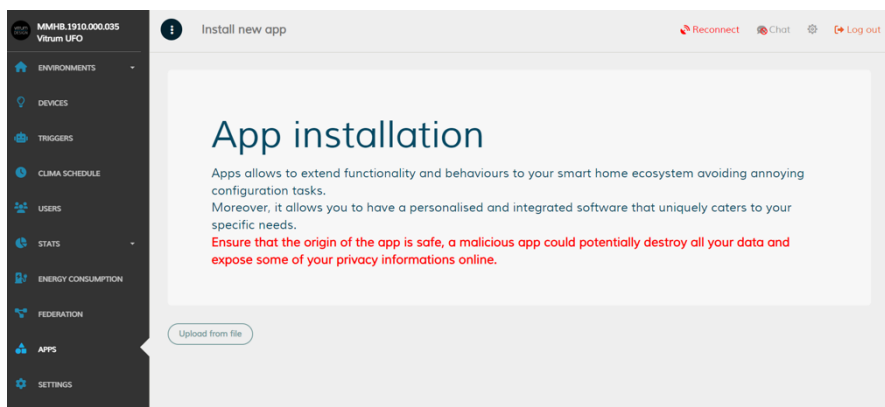 MMHB.1910.000.035
Vitrum UFO
Install new app
Reconnect
Chat
Log out
ENVIRONMENTS
DEVICES
TRIGGERS
CLIMA SCHEDULE
USERS
STATS
ENERGY CONSUMPTION
FEDERATION
APPS
SETTINGS
App installation
Apps allows to extend functionality and behaviours to your smart home ecosystem avoiding annoying
configuration tasks.
Moreover, it allows you to have a personalised and integrated software that uniquely caters to your
specific needs.
Ensure that the origin of the app is safe, a malicious app could potentially destroy all your data and
expose some of your privacy informations online.
Upload from file